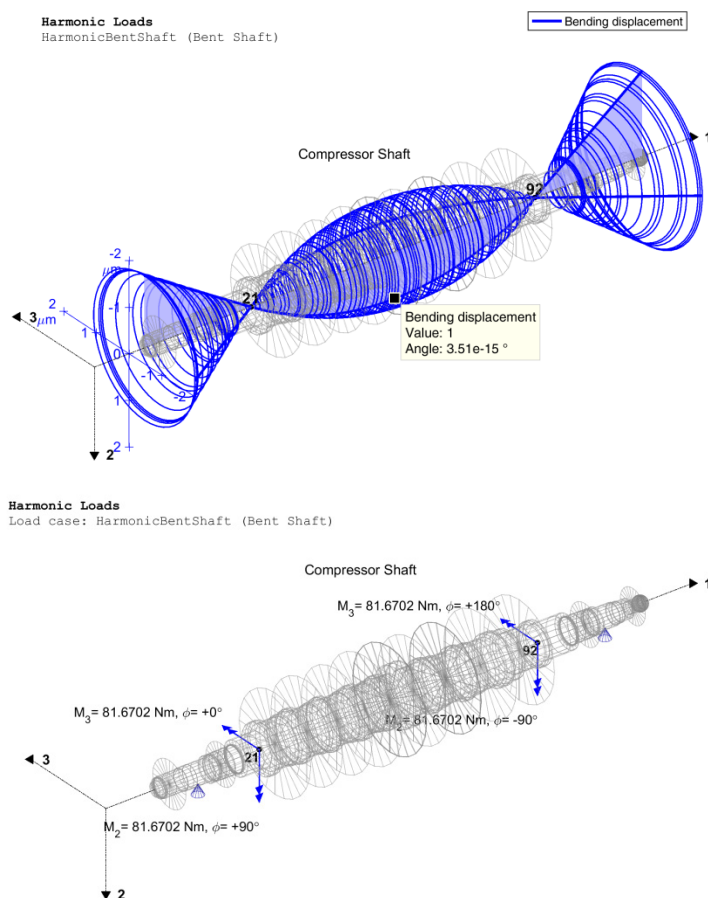 Harmonic Loads
HarmonicBentShaft (Bent Shaft)
Bending displacement
1
Compressor Shaft
92
-2
μm
21
2
3
μm
-1
1
0
-1
-2
1
2
2
Bending displacement
Value: 1
Angle: 3.51e-15 °
Harmonic Loads
Load case: HarmonicBentShaft (Bent Shaft)
Compressor Shaft
1
M3= 81.6702 Nm, ϕ= +180°
92
M3= 81.6702 Nm, ϕ= +0°
M2= 81.6702 Nm, ϕ= -90°
21
3
M2= 81.6702 Nm, ϕ= +90°
2